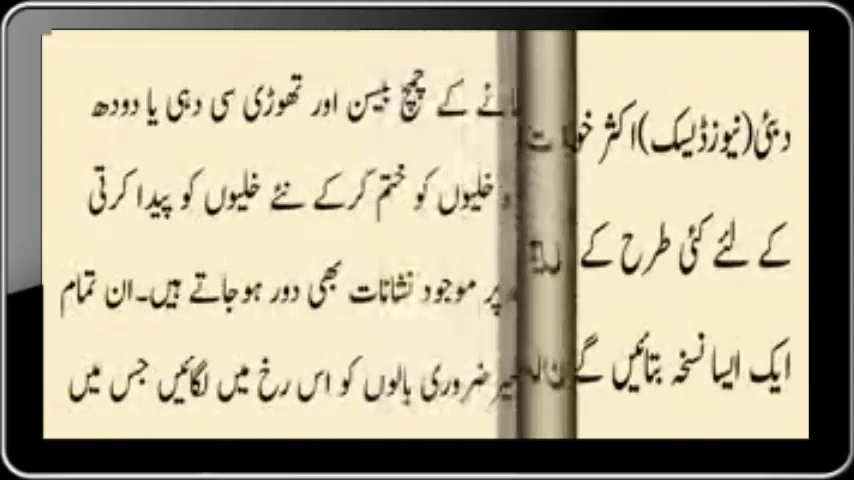 دبئی(نیوزڈیسک)اکثر
کے لئے کئی طرح کے
ایک ایسا نسخہ بتائیں گے
کے چمچ بیسن اور تھوڑی سی دہی یا دودھ
خلیوں کو ختم کرکے نئے خلیوں کو پیدا کرتی
پر موجود نشانات بھی دور ہوجاتے ہیں۔ان تمام
ضروری بالوں کو اس رخ میں لگائیں جس میں